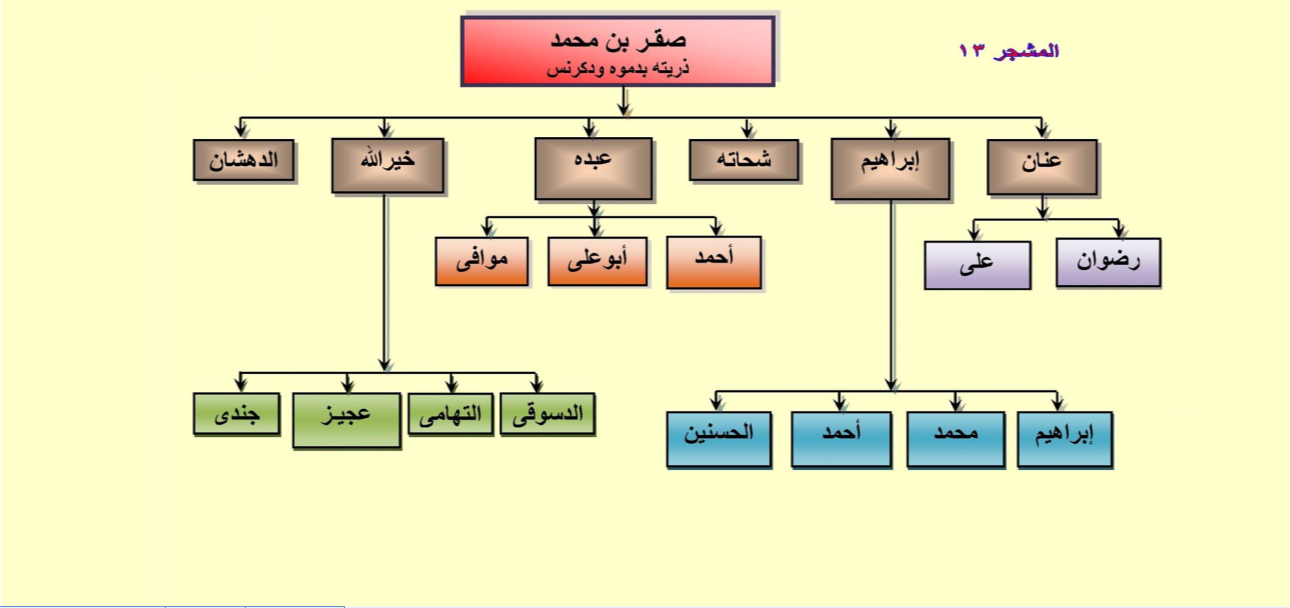 المشجر ١٣
صقر بن محمد
ذريته بدموه ودكرنس
عنان
إبراهيم
شحاته
عبده
خيرالله
الدهشان
رضوان
على
أحمد
أبوعلى
موافى
إبراهيم
محمد
أحمد
الحسنين
الدسوقى
التهامى
عجيـز
جندى